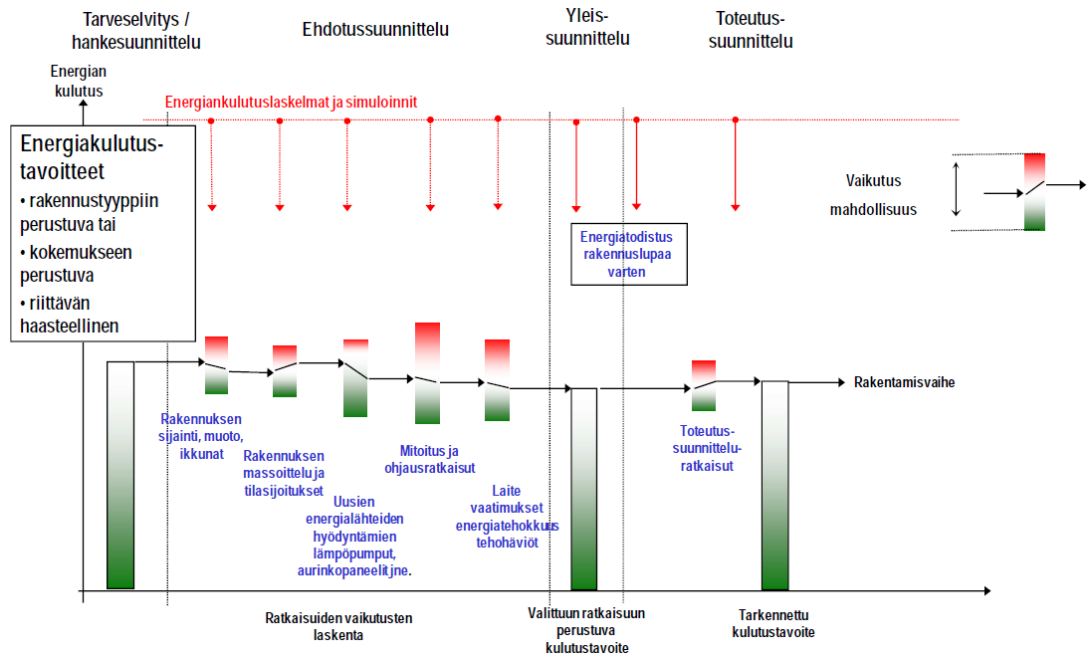 Tarveselvitys /
hankesuunnittelu
Ehdotussuunnittelu
Yleis-
suunnittelu
Toteutus-
suunnittelu
Energian
kulutus
Energiankulutuslaskelmat ja simuloinnit
Energiakulutus-
tavoitteet
• rakennustyyppiin
perustuva tai
• kokemukseen
perustuva
• riittävän
haasteellinen
Vaikutus
mahdollisuus
Energiatodistus
rakennuslupaa
varten
Rakentamisvaihe
Rakennuksen
sijainti, muoto,
ikkunat
Rakennuksen
massoittelu ja
tilasijoitukset
Uusien
energialähteiden
hyödyntämien
lämpöpumput,
aurinkopaneelit jne.
Mitoitus ja
ohjausratkaisut
Laite
vaatimukset
energiatehokkuus
tehohäviöt
Toteutus-
suunnittelu-
ratkaisut
Ratkaisuiden vaikutusten
laskenta
Valittuun ratkaisuun
perustuva
kulutustavoite
Tarkennettu
kulutustavoite